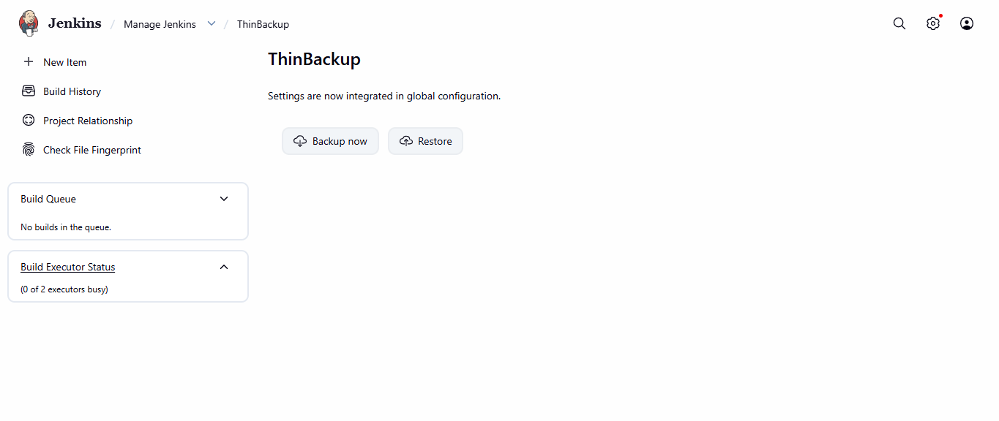 Jenkins / Manage Jenkins / ThinBackup
New Item
Build History
Project Relationship
Check File Fingerprint
Build Queue
No builds in the queue.
Build Executor Status
(0 of 2 executors busy)
ThinBackup
Settings are now integrated in global configuration.
Backup now
Restore